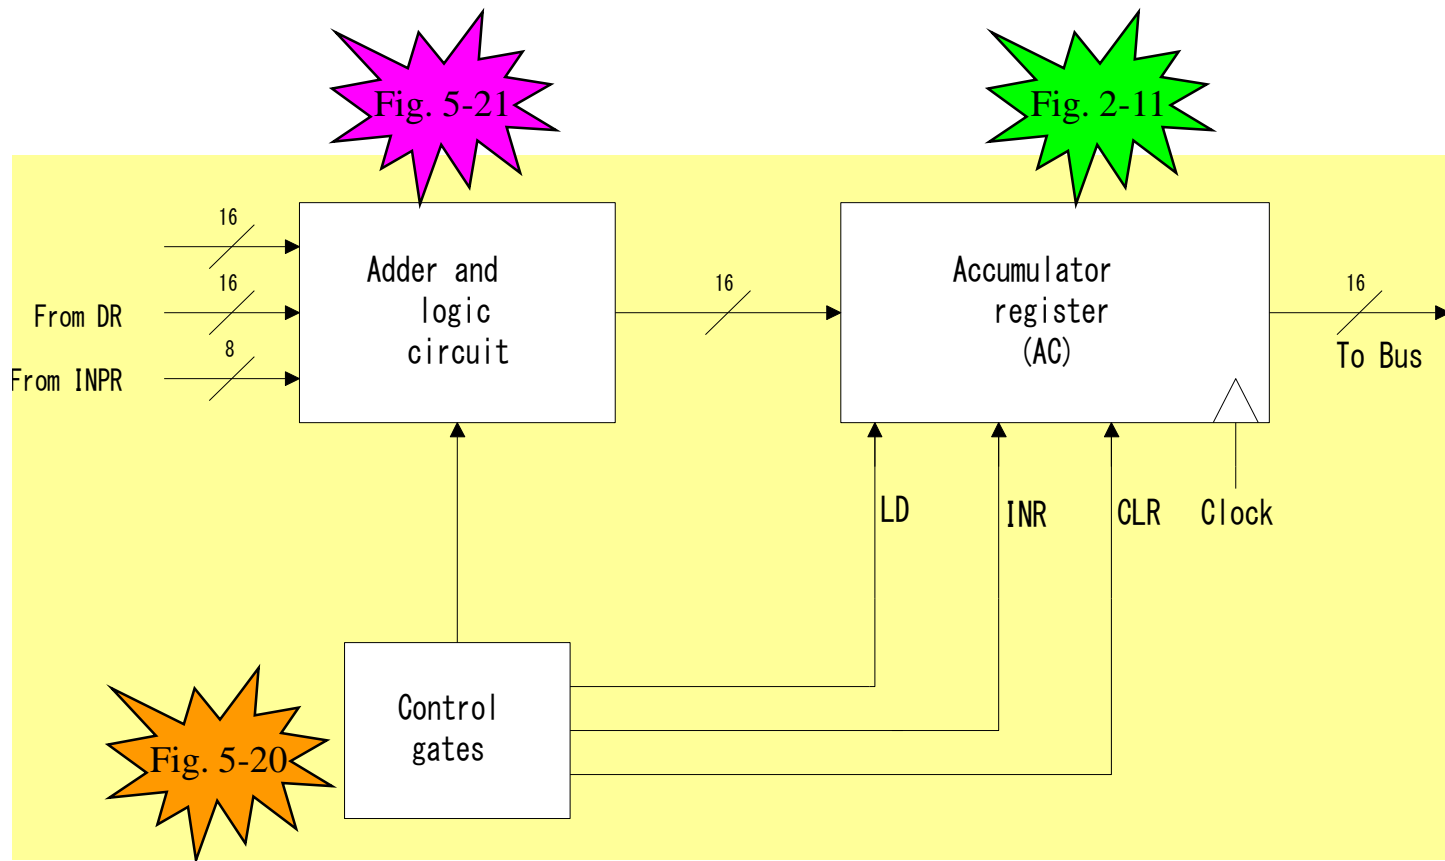 Fig. 5-21
Fig. 2-11
16
16
From DR
8
From INPR
Adder and
logic
circuit
16
Accumulator
register
(AC)
16
To Bus
LD
INR
CLR
Clock
Control
gates
Fig. 5-20